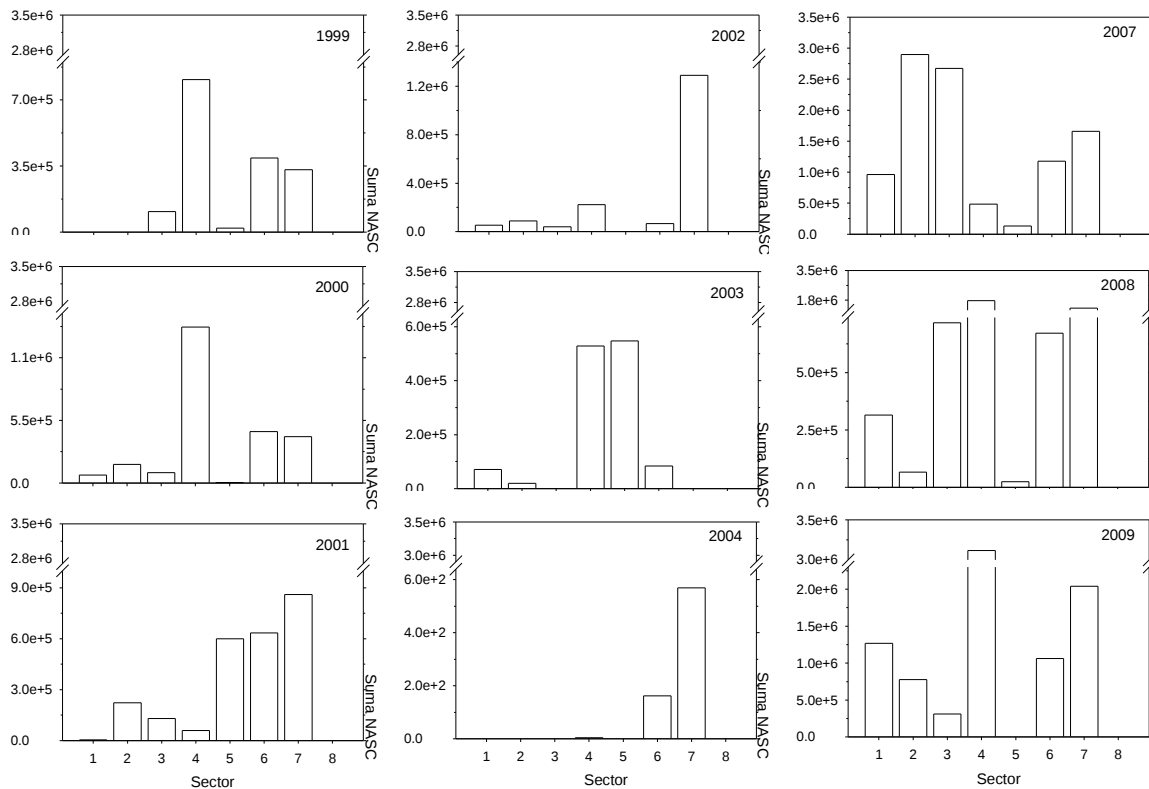 3.5e+6
2.8e+6
7.0e+5
3.5e+5
0.0
1999
3.5e+6
2.8e+6
1.2e+6
8.0e+5
4.0e+5
0.0
2002
Suma NASC
3.5e+6
3.0e+6
2.5e+6
2.0e+6
1.5e+6
1.0e+6
5.0e+5
0.0
2007
Suma NASC
3.5e+6
2.8e+6
1.1e+6
5.5e+5
0.0
2000
3.5e+6
2.8e+6
6.0e+5
4.0e+5
2.0e+5
0.0
2003
Suma NASC
3.5e+6
1.8e+6
5.0e+5
2.5e+5
0.0
2008
Suma NASC
3.5e+6
2.8e+6
9.0e+5
6.0e+5
3.0e+5
0.0
2001
1 2 3 4 5 6 7 8
Sector
3.5e+6
3.0e+6
6.0e+2
4.0e+2
2.0e+2
0.0
2004
Suma NASC
1 2 3 4 5 6 7 8
Sector
3.5e+6
3.0e+6
2.0e+6
1.5e+6
1.0e+6
5.0e+5
0.0
2009
Suma NASC
1 2 3 4 5 6 7 8
Sector